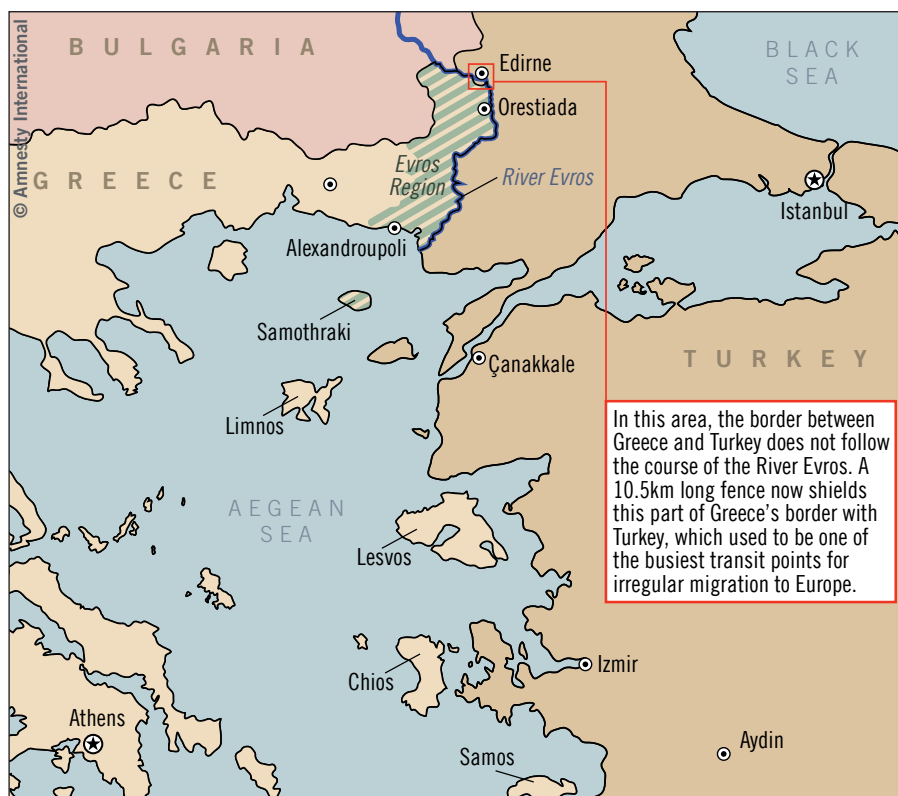 © Amnesty International
BULGARIA
BLACK
SEA
Edirne
Orestiada
GREECE
Evros
Region
River Evros
Istanbul
Alexandroupoli
Samothraki
Çanakkale
TURKEY
Limnos
In this area, the border between
Greece and Turkey does not follow
the course of the River Evros. A
10.5km long fence now shields
this part of Greece’s border with
Turkey, which used to be one of
the busiest transit points for
irregular migration to Europe.
AEGEAN
SEA
Lesvos
Chios
Izmir
Athens
Aydin
Samos